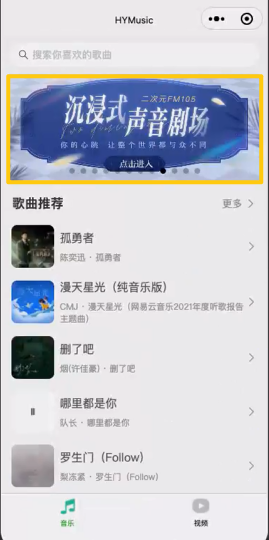 HYMusic
搜索你喜欢的歌曲
二次元FM105
沉浸式
声音剧场
你的心跳 让整个世界都与众不同
点击进入
歌曲推荐
更多
孤勇者
陈奕迅 · 孤勇者
漫天星光（纯音乐版）
CMJ · 漫天星光（网易云音乐2021年度听歌报告
主题曲）
删了吧
烟(许佳豪) · 删了吧
哪里都是你
队长 · 哪里都是你
罗生门（Follow）
梨冻紧 · 罗生门（Follow）
音乐
视频